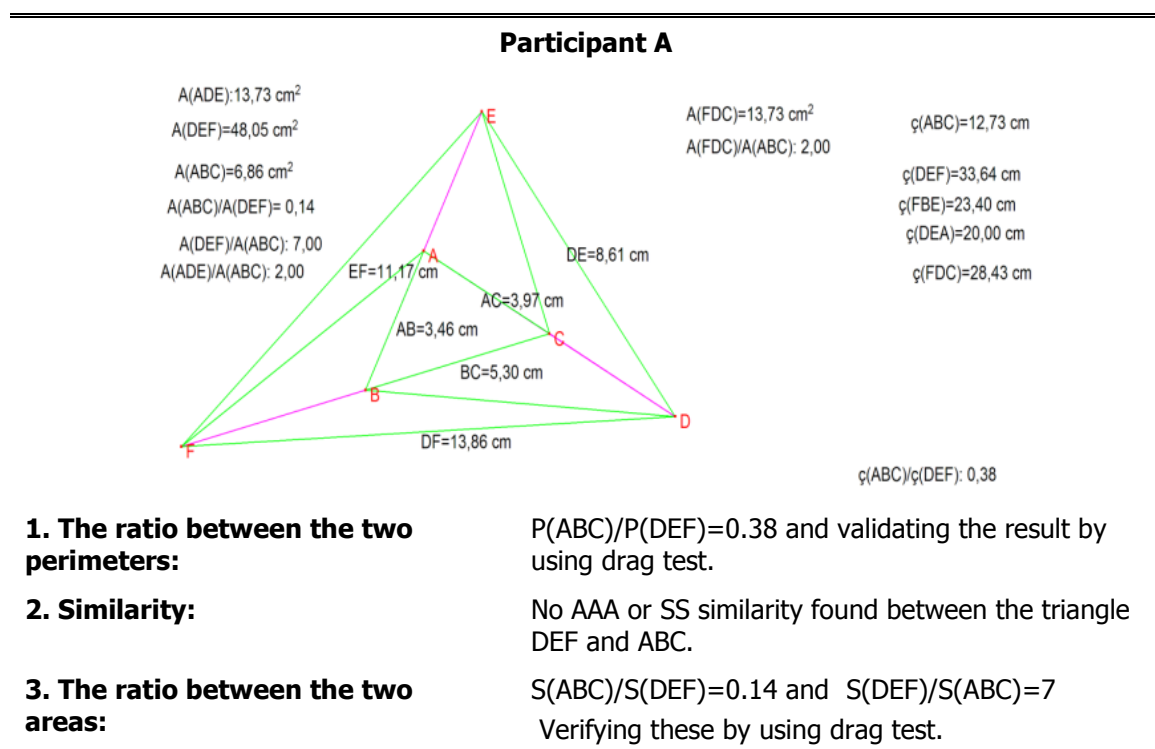 Participant A
A(ADE):13,73 cm²
A(DEF)=48,05 cm²
A(ABC)=6,86 cm²
A(ABC)/A(DEF)= 0,14
A(DEF)/A(ABC): 7,00
A(ADE)/A(ABC): 2,00
E
A
EF=11,17 cm
DE=8,61 cm
AC=3,97 cm
AB=3,46 cm
C
BC=5,30 cm
B
D
DF=13,86 cm
F
A(FDC)=13,73 cm²
A(FDC)/A(ABC): 2,00
ç(ABC)=12,73 cm
ç(DEF)=33,64 cm
ç(FBE)=23,40 cm
ç(DEA)=20,00 cm
ç(FDC)=28,43 cm
ç(ABC)/ç(DEF): 0,38
1. The ratio between the two
perimeters:
P(ABC)/P(DEF)=0.38 and validating the result by
using drag test.
2. Similarity:
No AAA or SS similarity found between the triangle
DEF and ABC.
3. The ratio between the two
areas:
S(ABC)/S(DEF)=0.14 and S(DEF)/S(ABC)=7
Verifying these by using drag test.